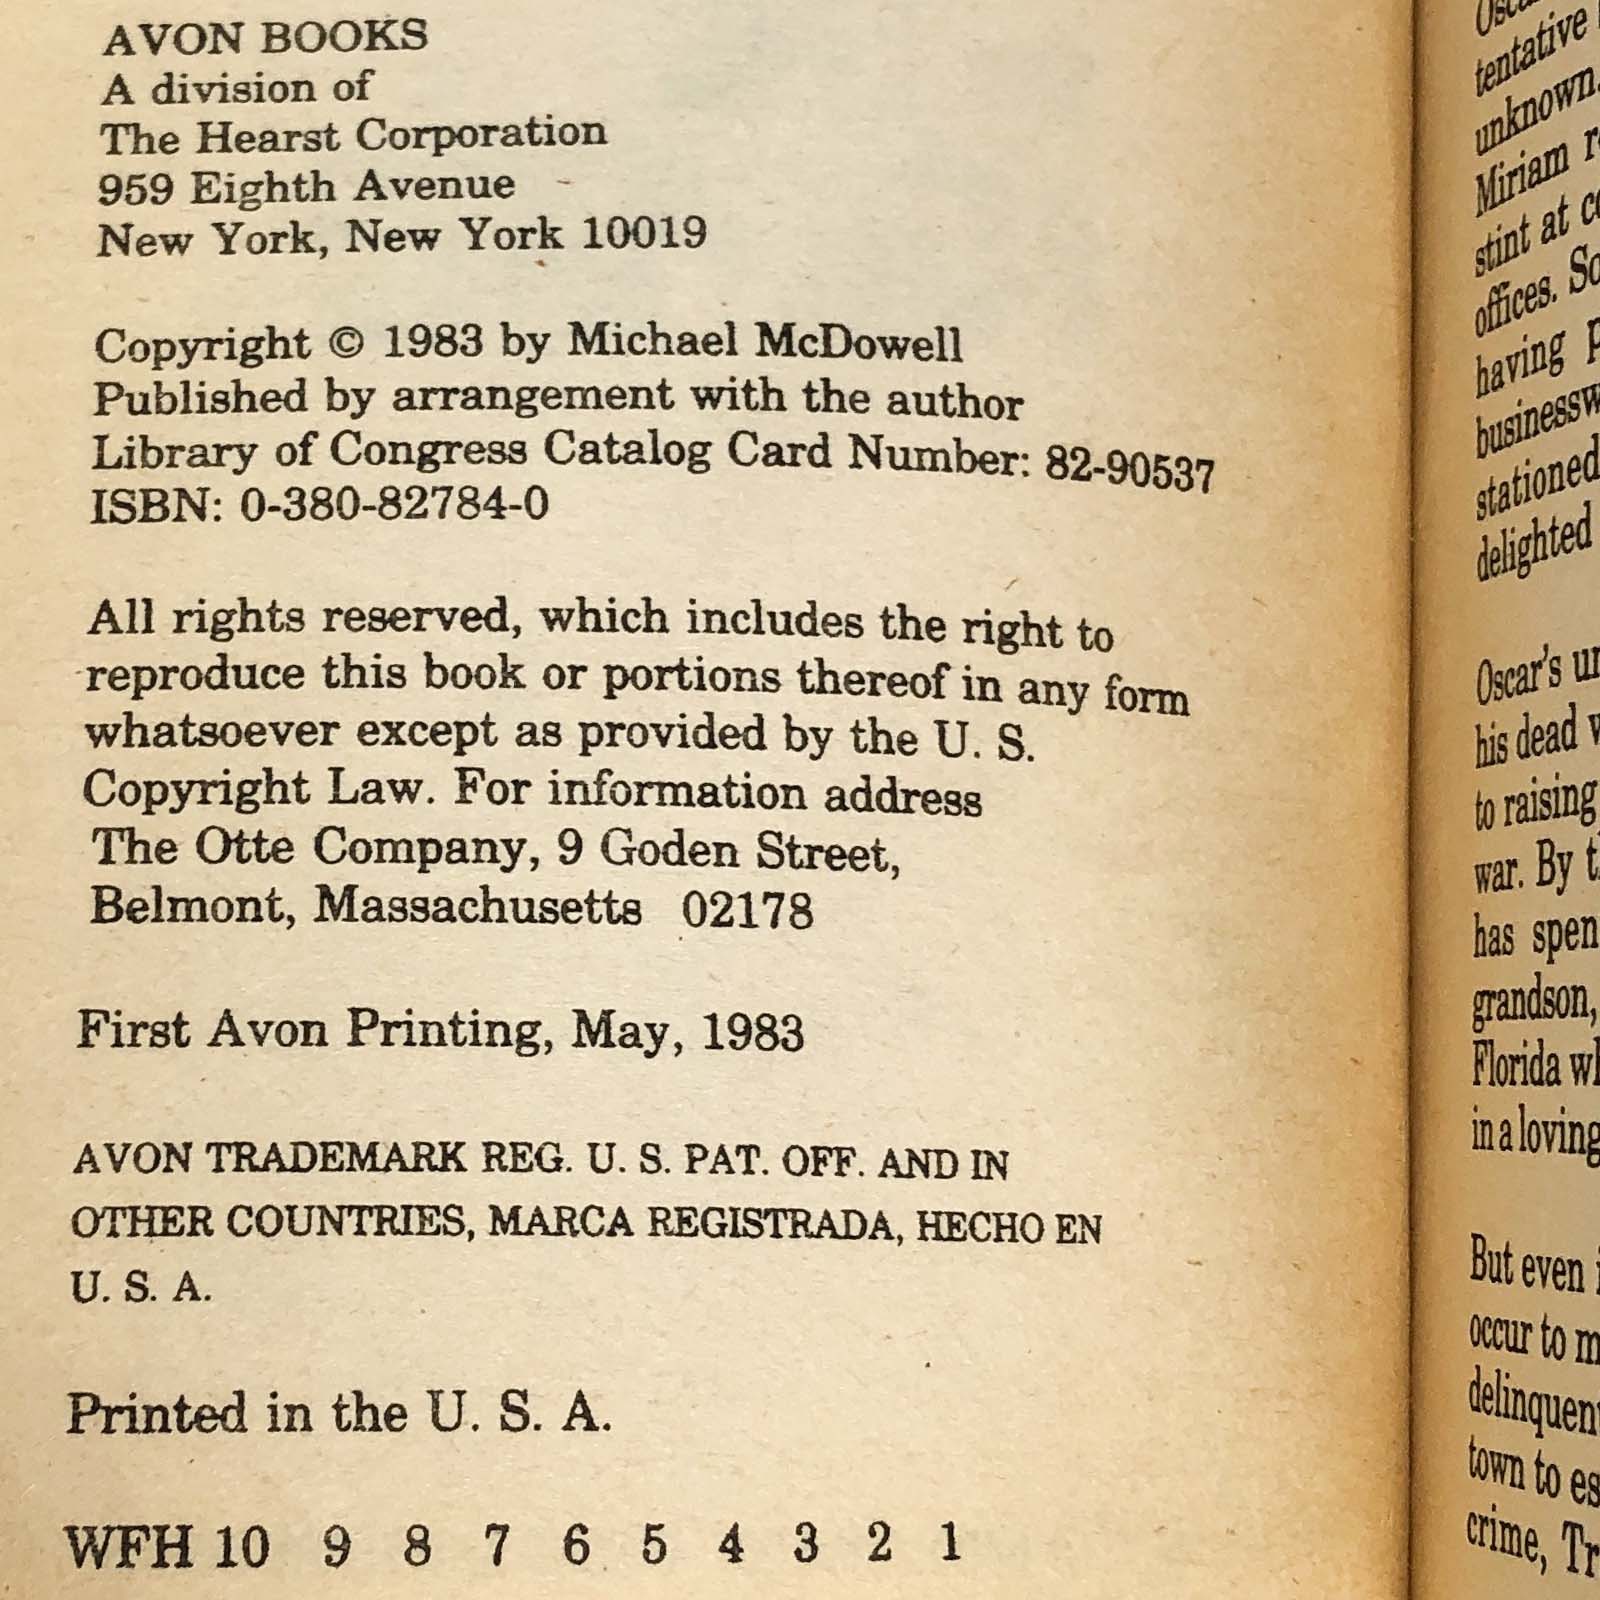 AVON BOOKS
A division of
The Hearst Corporation
959 Eighth Avenue
New York, New York 10019
Copyright © 1983 by Michael McDowell
Published by arrangement with the author
Library of Congress Catalog Card Number: 82-90537
ISBN: 0-380-82784-0
All rights reserved, which includes the right to
reproduce this book or portions thereof in any form
whatsoever except as provided by the U. S.
Copyright Law. For information address
The Otte Company, 9 Goden Street,
Belmont, Massachusetts 02178
First Avon Printing, May, 1983
AVON TRADEMARK REG. U. S. PAT. OFF. AND IN
OTHER COUNTRIES, MARCA REGISTRADA, HECHO EN
U. S. A.
Printed in the U. S. A.
WFH 10 9 8 7 6 5 4 3 2 1
tentative
unknown.
Miriam
stint at
offices.
having
stationed
delighted
Oscar's
his dead
to raising
war. By
has
grandson,
Florida
in a loving
But even
occur to
town to
crime,